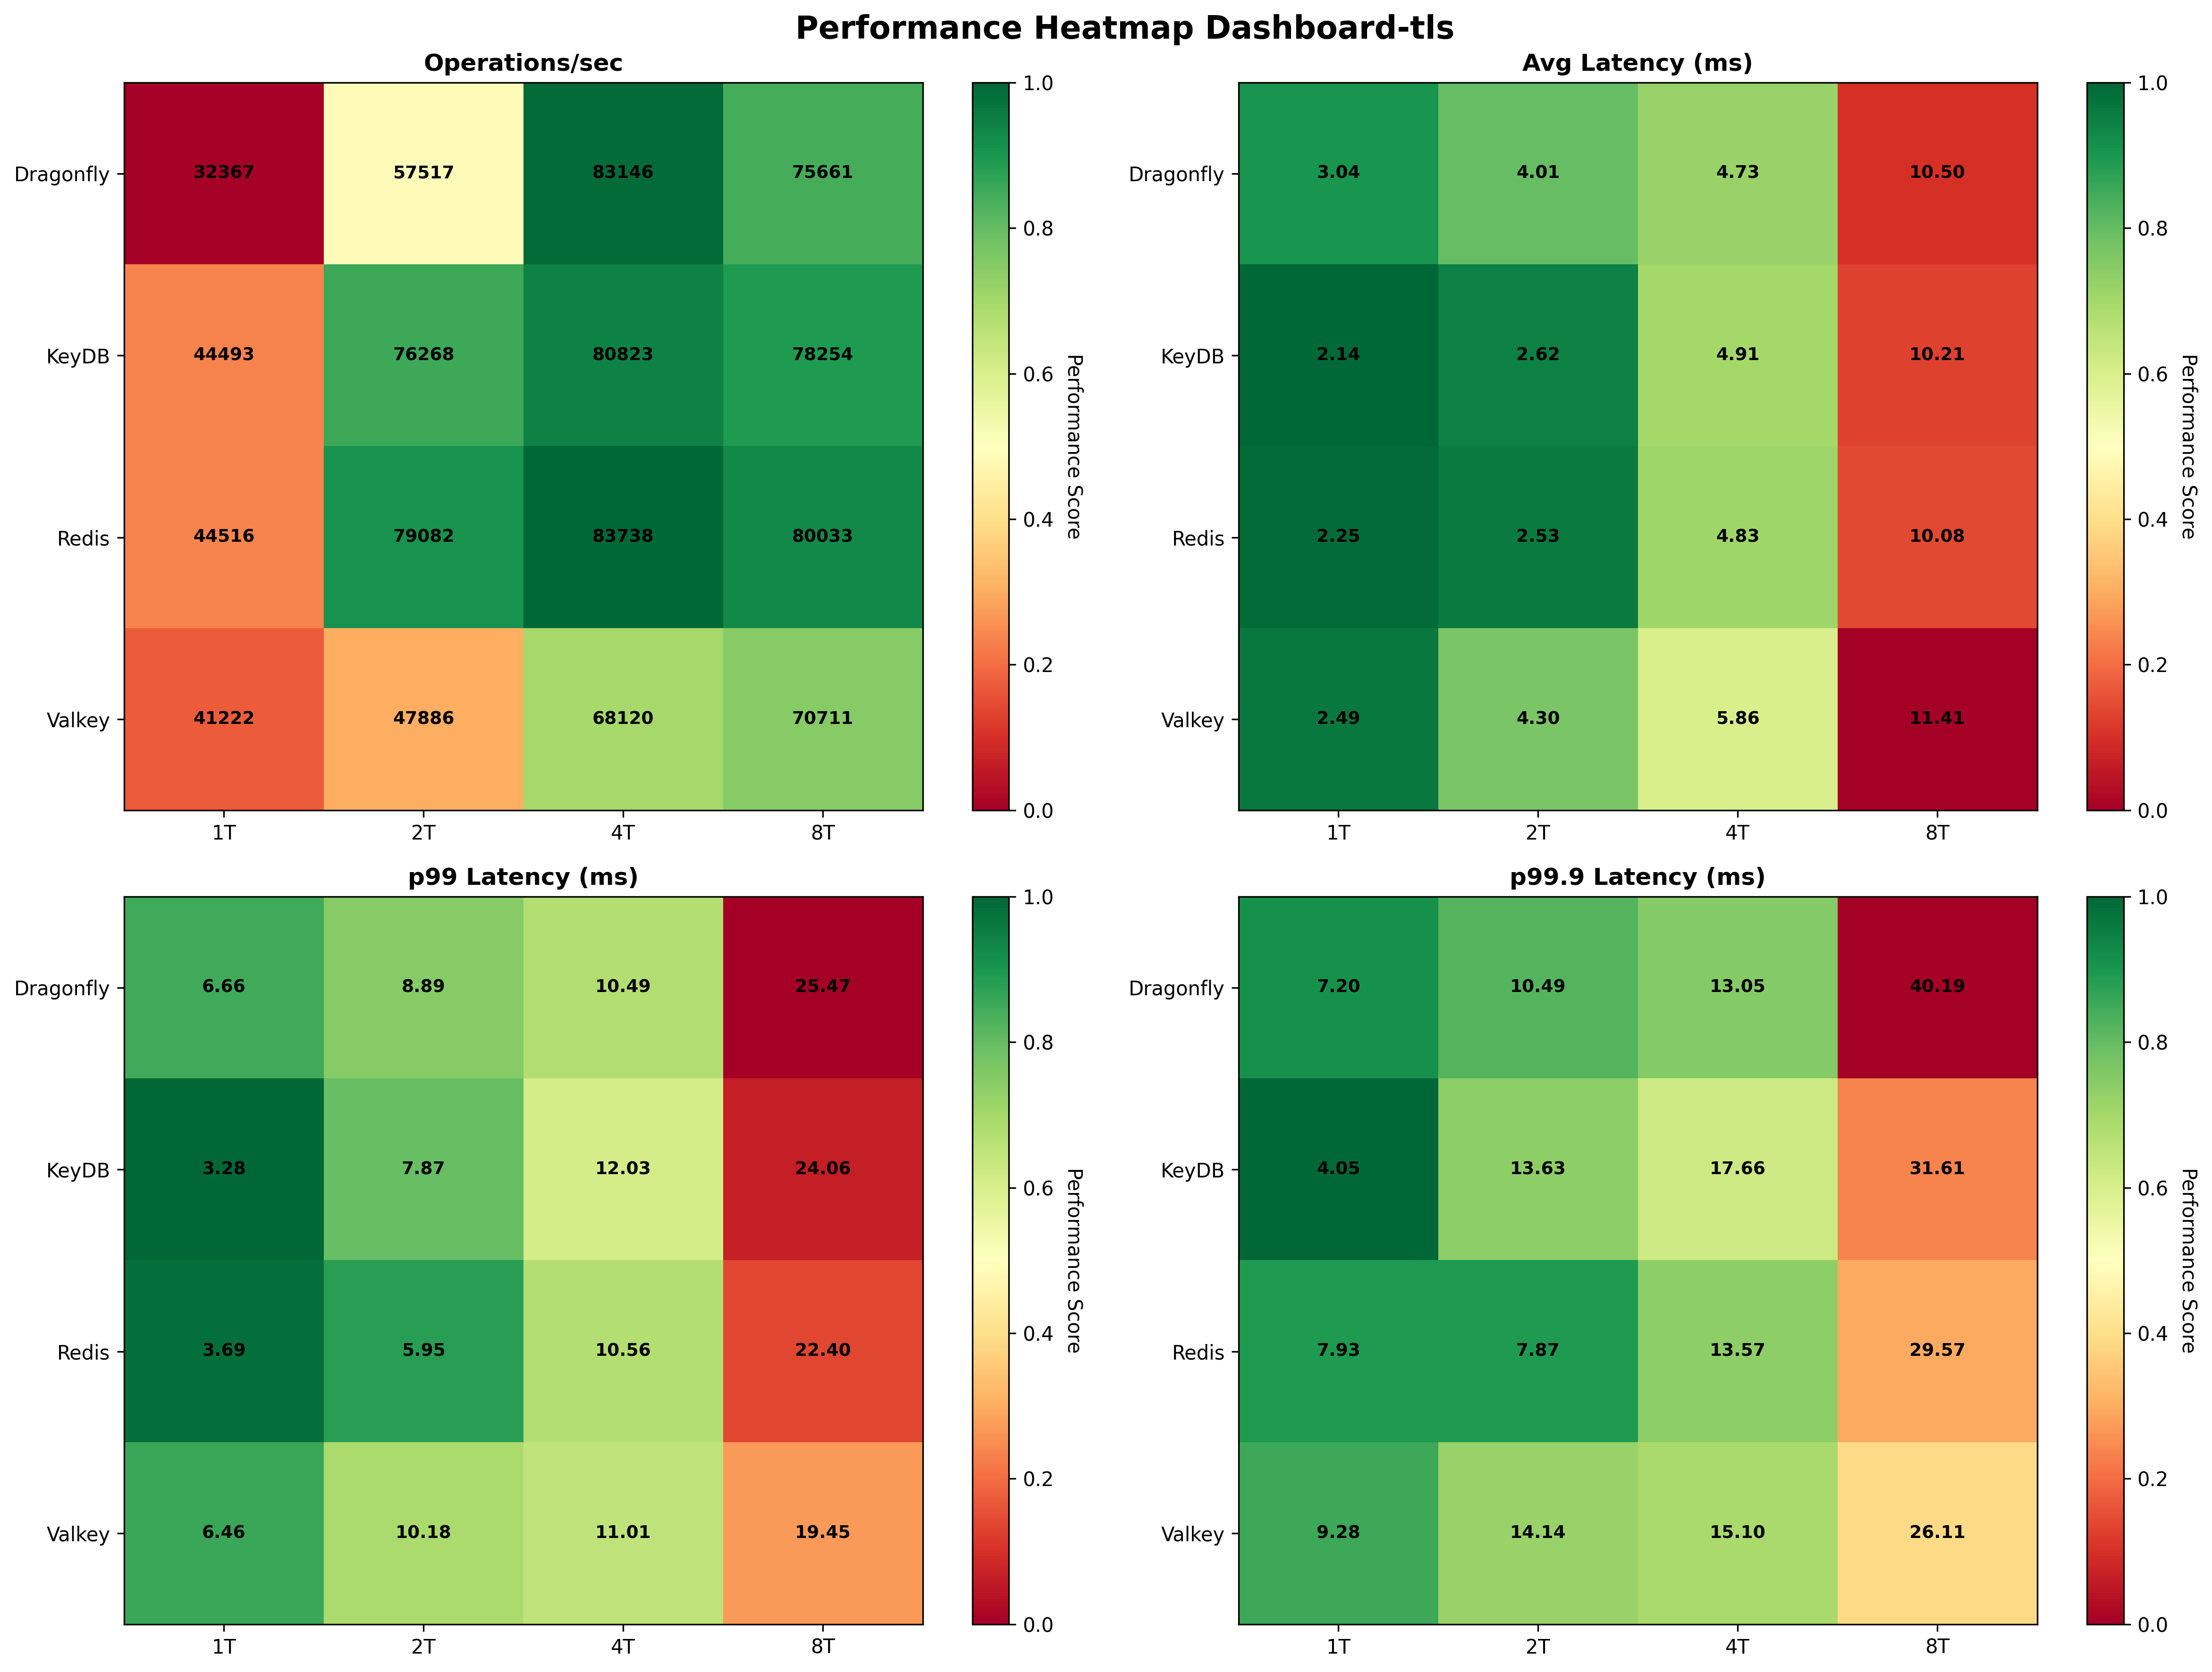 Performance Heatmap Dashboard-tls
Operations/sec
Dragonfly 32367 57517 83146 75661
KeyDB 44493 76268 80823 78254
Redis 44516 79082 83738 80033
Valkey 41222 47886 68120 70711
1T 2T 4T 8T
1.0
0.8
0.6
0.4
0.2
0.0
Performance Score
Avg Latency (ms)
Dragonfly 3.04 4.01 4.73 10.50
KeyDB 2.14 2.62 4.91 10.21
Redis 2.25 2.53 4.83 10.08
Valkey 2.49 4.30 5.86 11.41
1T 2T 4T 8T
1.0
0.8
0.6
0.4
0.2
0.0
Performance Score
p99 Latency (ms)
Dragonfly 6.66 8.89 10.49 25.47
KeyDB 3.28 7.87 12.03 24.06
Redis 3.69 5.95 10.56 22.40
Valkey 6.46 10.18 11.01 19.45
1T 2T 4T 8T
1.0
0.8
0.6
0.4
0.2
0.0
Performance Score
p99.9 Latency (ms)
Dragonfly 7.20 10.49 13.05 40.19
KeyDB 4.05 13.63 17.66 31.61
Redis 7.93 7.87 13.57 29.57
Valkey 9.28 14.14 15.10 26.11
1T 2T 4T 8T
1.0
0.8
0.6
0.4
0.2
0.0
Performance Score